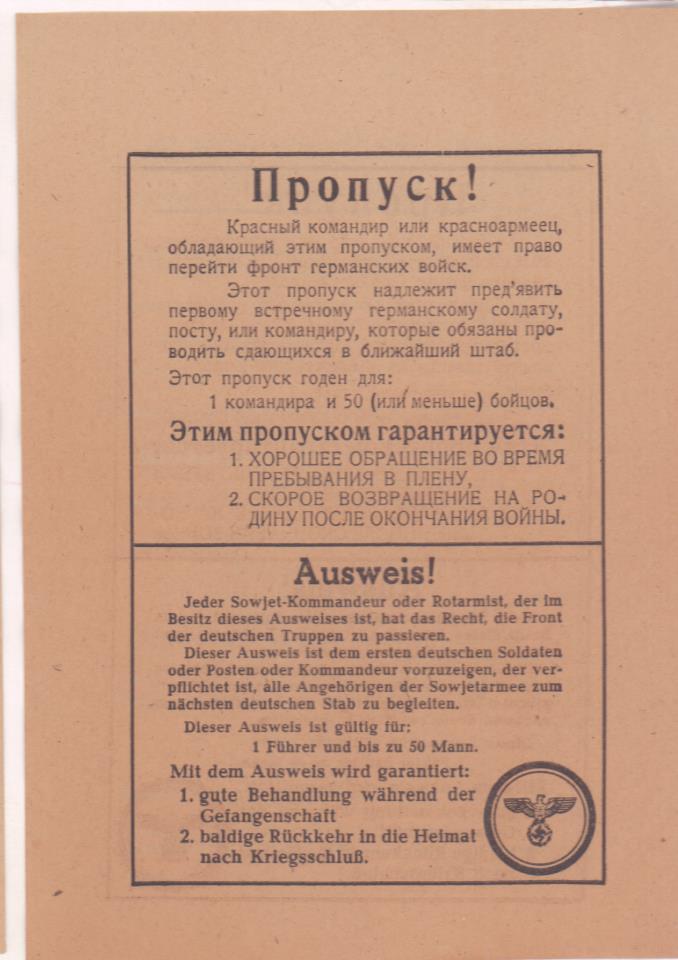 Пропуск!
Красный командир или красноармеец,
обладающий этим пропуском, имеет право
перейти фронт германских войск.
Этот пропуск надлежит пред’явить
первому встречному германскому солдату,
посту, или командиру, которые обязаны про-
водить сдающихся в ближайший штаб.
Этот пропуск годен для:
1 командира и 50 (или меньше) бойцов.
Этим пропуском гарантируется:
1. ХОРОШЕЕ ОБРАЩЕНИЕ ВО ВРЕМЯ
ПРЕБЫВАНИЯ В ПЛЕНУ,
2. СКОРОЕ ВОЗВРАЩЕНИЕ НА РО-
ДИНУ ПОСЛЕ ОКОНЧАНИЯ ВОЙНЫ.
Ausweis!
Jeder Sowjet-Kommandeur oder Rotarmist, der im
Besitz dieses Ausweises ist, hat das Recht, die Front
der deutschen Truppen zu passieren.
Dieser Ausweis ist dem ersten deutschen Soldaten
oder Posten oder Kommandeur vorzuzeigen, der ver-
pflichtet ist, alle Angehörigen der Sowjetarmee zum
nächsten deutschen Stab zu begleiten.
Dieser Ausweis ist gültig für:
1 Führer und bis zu 50 Mann.
Mit dem Ausweis wird garantiert:
1. gute Behandlung während der
Gefangenschaft
2. baldige Rückkehr in die Heimat
nach Kriegsschluß.